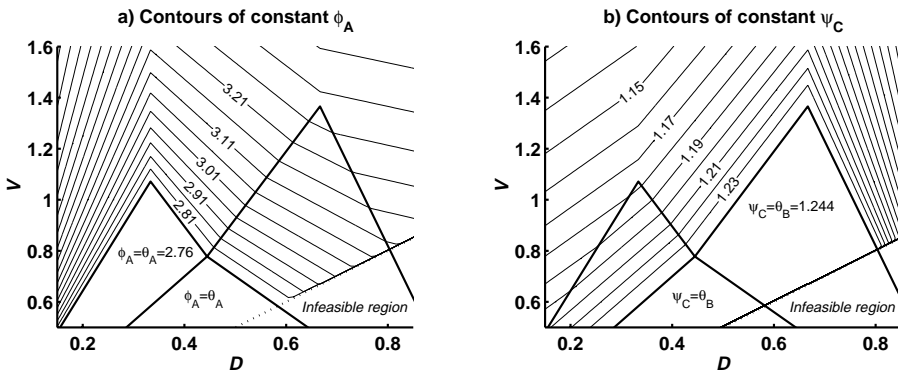 a) Contours of constant ϕA
V
1.6
1.4
1.2
1
0.8
0.6
3.21
3.11
3.01
2.91
2.81
ϕA=θA=2.76
ϕA=θA
Infeasible region
0.2 0.4 0.6 0.8
D
b) Contours of constant ψC
V
1.6
1.4
1.2
1
0.8
0.6
1.15
1.17
1.19
1.21
1.23
ψC=θB=1.244
ψC=θB
Infeasible region
0.2 0.4 0.6 0.8
D